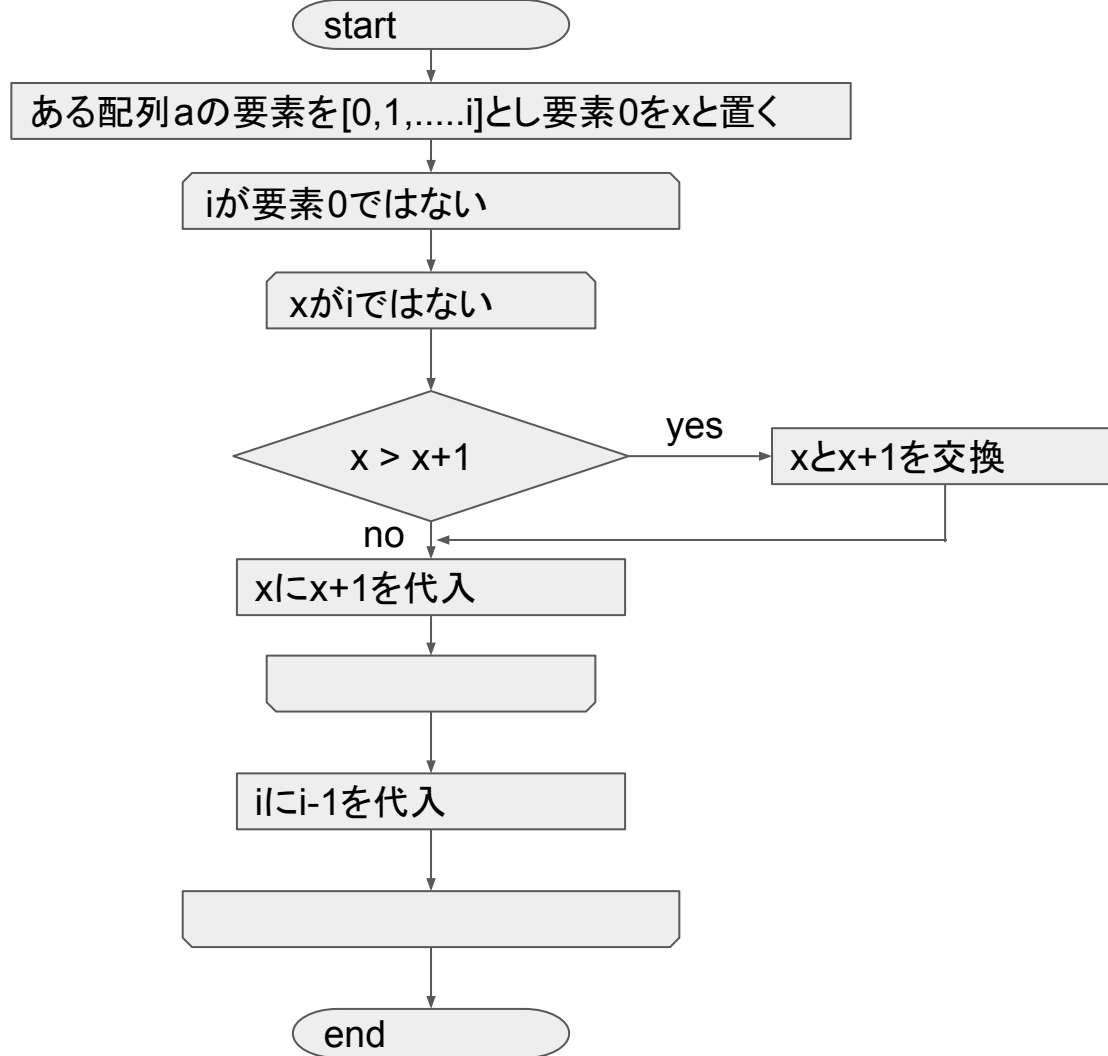 start
ある配列aの要素を[0,1,.....i]とし要素0をxと置く
iが要素0ではない
xがiではない
x > x+1
yes
xとx+1を交換
no
xにx+1を代入
iにi-1を代入
end